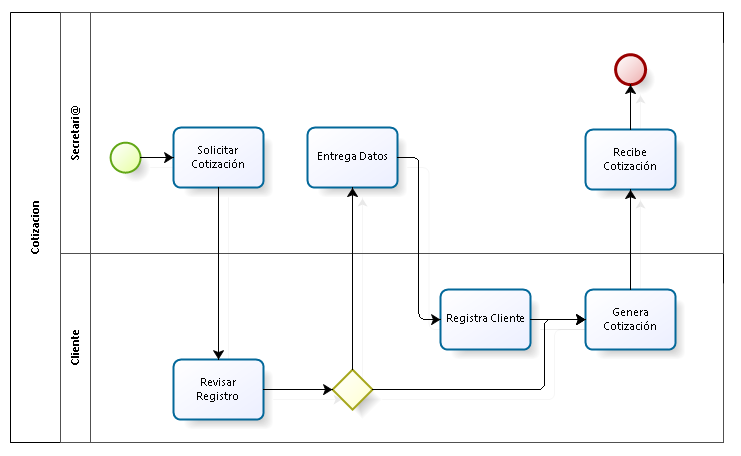 Cotizacion
Secretari@
Solicitar
Cotización
Entrega Datos
Recibe
Cotización
Cliente
Registra Cliente
Genera
Cotización
Revisar
Registro